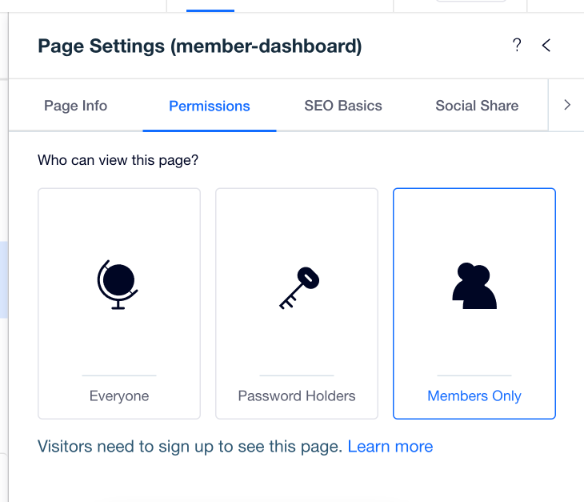 Page Settings (member-dashboard) ?
Page Info Permissions SEO Basics Social Share
Who can view this page?
Everyone Password Holders Members Only
Visitors need to sign up to see this page. Learn more